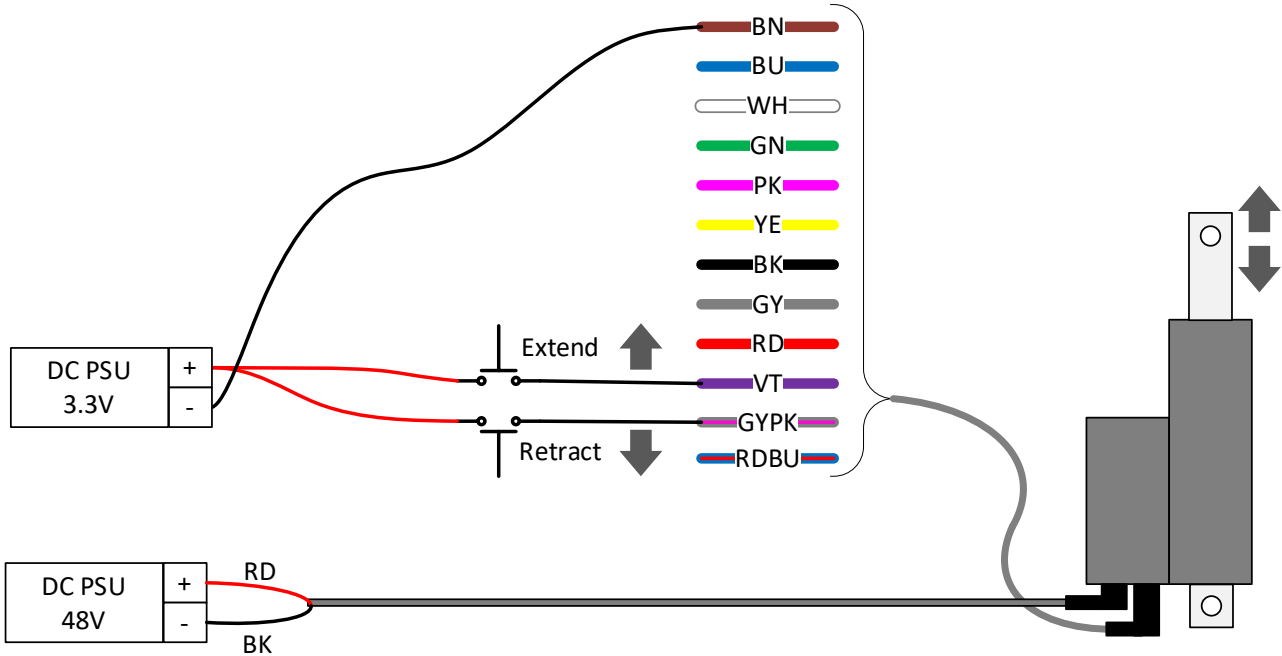 BN
BU
WH
GN
PK
YE
BK
GY
RD
VT
GYPK
RDBU
Extend
Retract
DC PSU
3.3V
+
-
DC PSU
48V
+
-
RD
BK